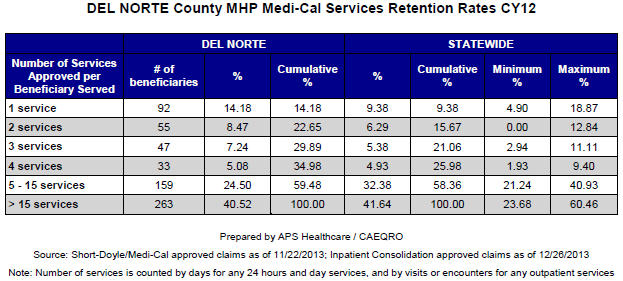 DEL NORTE County MHP Medi-Cal Services Retention Rates CY12
DEL NORTE STATEWIDE
Number of Services Approved per Beneficiary Served # of beneficiaries % Cumulative % % Cumulative % Minimum % Maximum %
1 service 92 14.18 14.18 9.38 9.38 4.90 18.87
2 services 55 8.47 22.65 6.29 15.67 0.00 12.84
3 services 47 7.24 29.89 5.38 21.06 2.94 11.11
4 services 33 5.08 34.98 4.93 25.98 1.93 9.40
5 - 15 services 159 24.50 59.48 32.38 58.36 21.24 40.93
> 15 services 263 40.52 100.00 41.64 100.00 23.68 60.46
Prepared by APS Healthcare / CAEQRO
Source: Short-Doyle/Medi-Cal approved claims as of 11/22/2013; Inpatient Consolidation approved claims as of 12/26/2013
Note: Number of services is counted by days for any 24 hours and day services, and by visits or encounters for any outpatient services